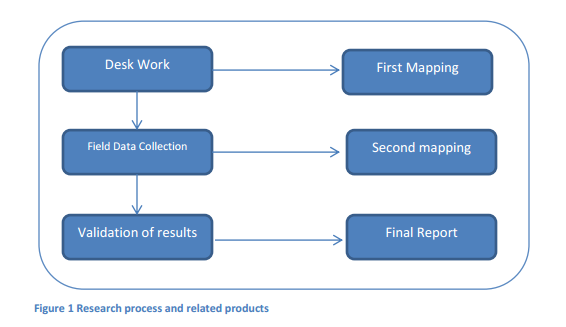 Desk Work
First Mapping
Field Data Collection
Second mapping
Validation of results
Final Report
Figure 1 Research process and related products